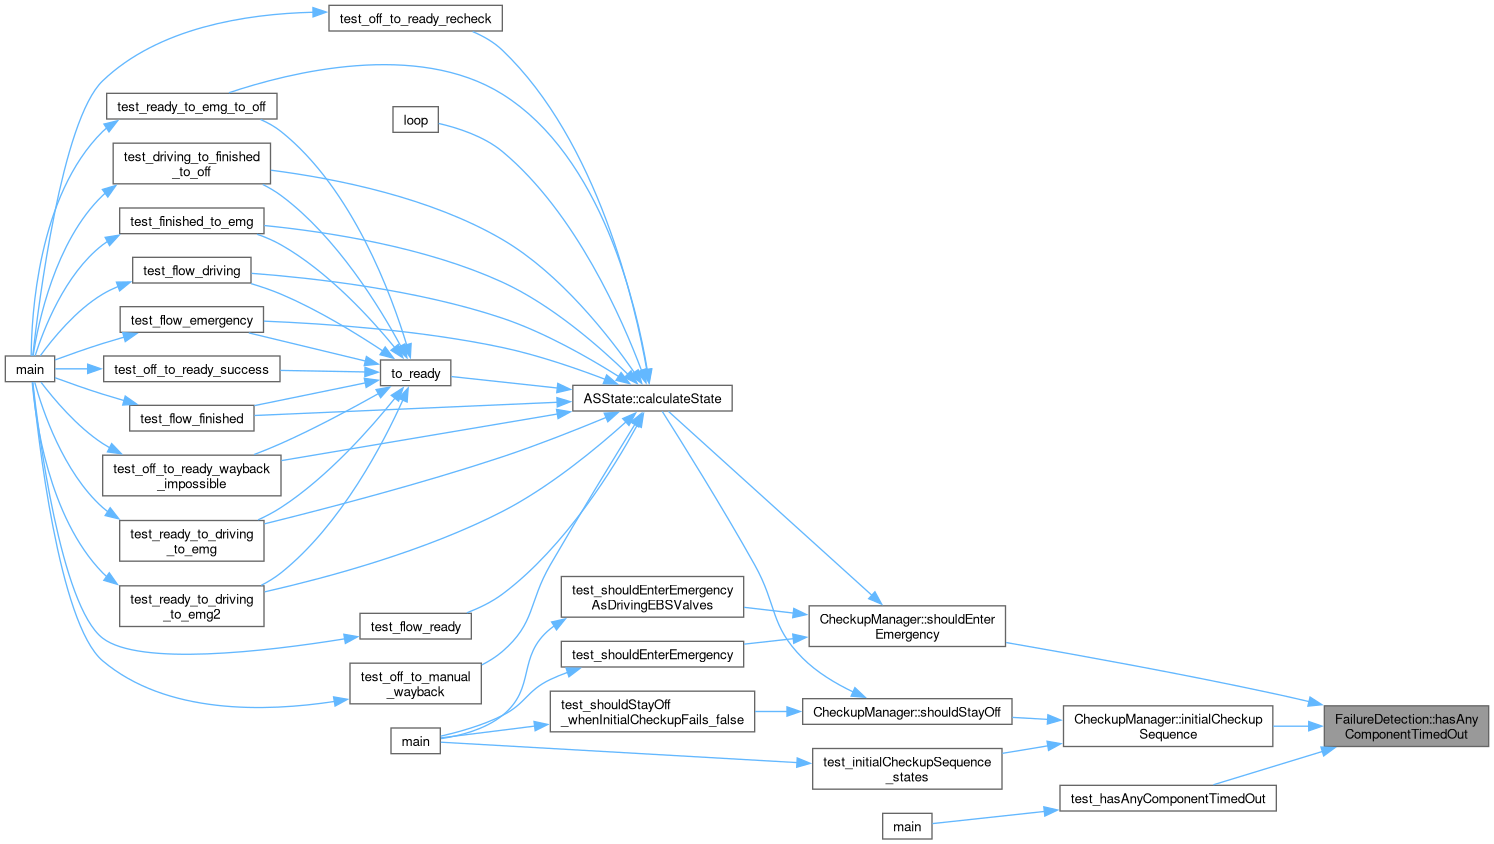 test_off_to_ready_recheck
test_ready_to_emg_to_off
loop
test_driving_to_finished
_to_off
test_finished_to_emg
test_flow_driving
test_flow_emergency
main
test_off_to_ready_success
to_ready
ASState::calculateState
test_flow_finished
test_off_to_ready_wayback
_impossible
test_ready_to_driving
_to_emg
test_ready_to_driving
_to_emg2
test_flow_ready
test_off_to_manual
_wayback
test_shouldEnterEmergency
AsDrivingEBSValves
CheckupManager::shouldEnter
Emergency
test_shouldEnterEmergency
test_shouldStayOff
_whenInitialCheckupFails_false
CheckupManager::shouldStayOff
CheckupManager::initialCheckup
Sequence
FailureDetection::hasAny
ComponentTimedOut
main
test_initialCheckupSequence
_states
test_hasAnyComponentTimedOut
main